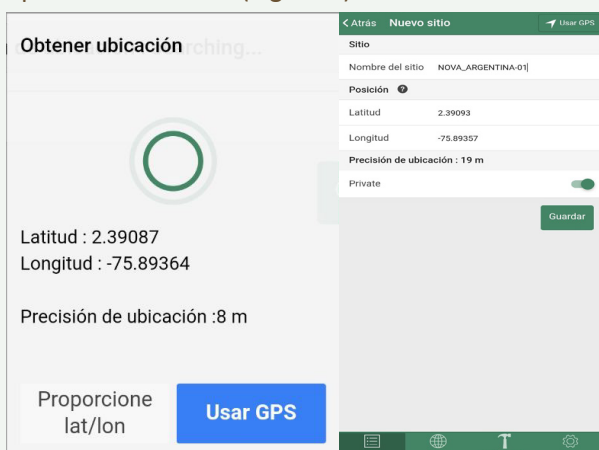 Obtener ubicación
rching...
Latitud : 2.39087
Longitud : -75.89364
Precisión de ubicación :8 m
Proporcione
lat/lon
Usar GPS
Atrás Nuevo sitio Usar GPS
Sitio
Nombre del sitio NOVA_ARGENTINA-01
Posición ?
Latitud 2.39093
Longitud -75.89357
Precisión de ubicación : 19 m
Private
Guardar